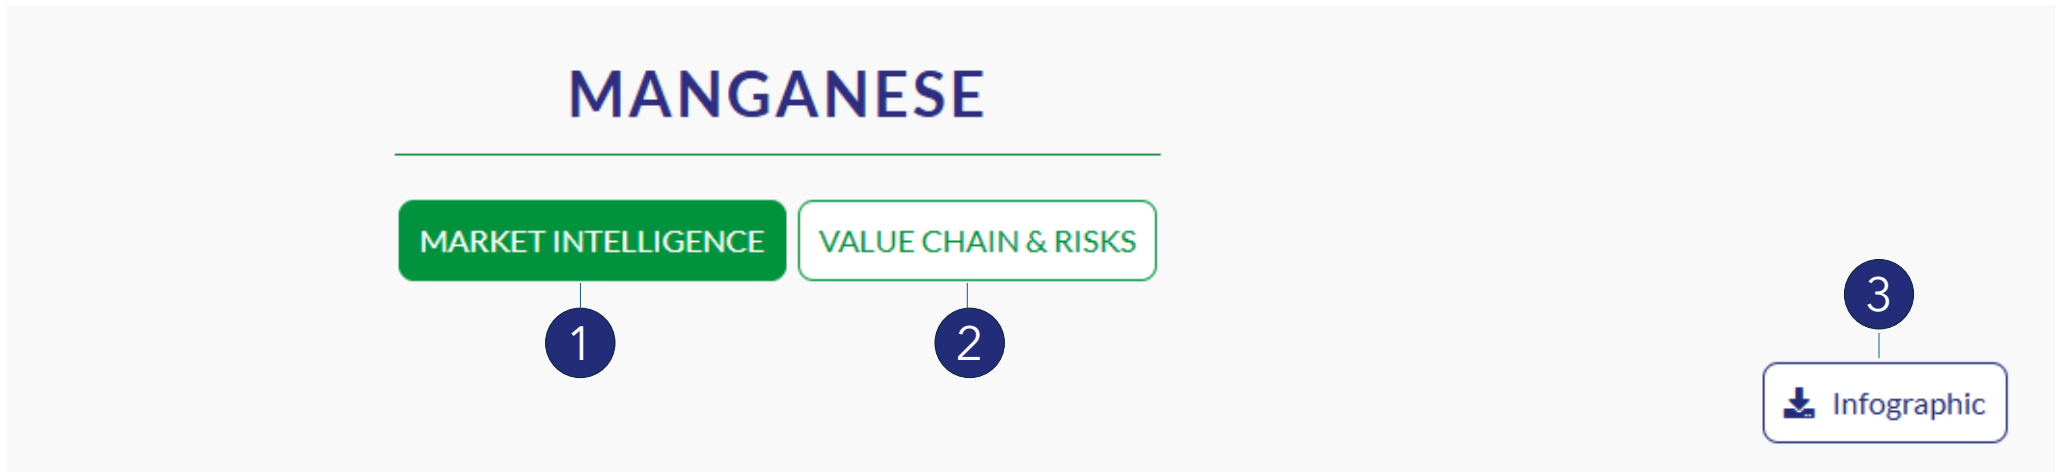 MANGANESE
MARKET INTELLIGENCE
VALUE CHAIN & RISKS
1
2
3
Infographic